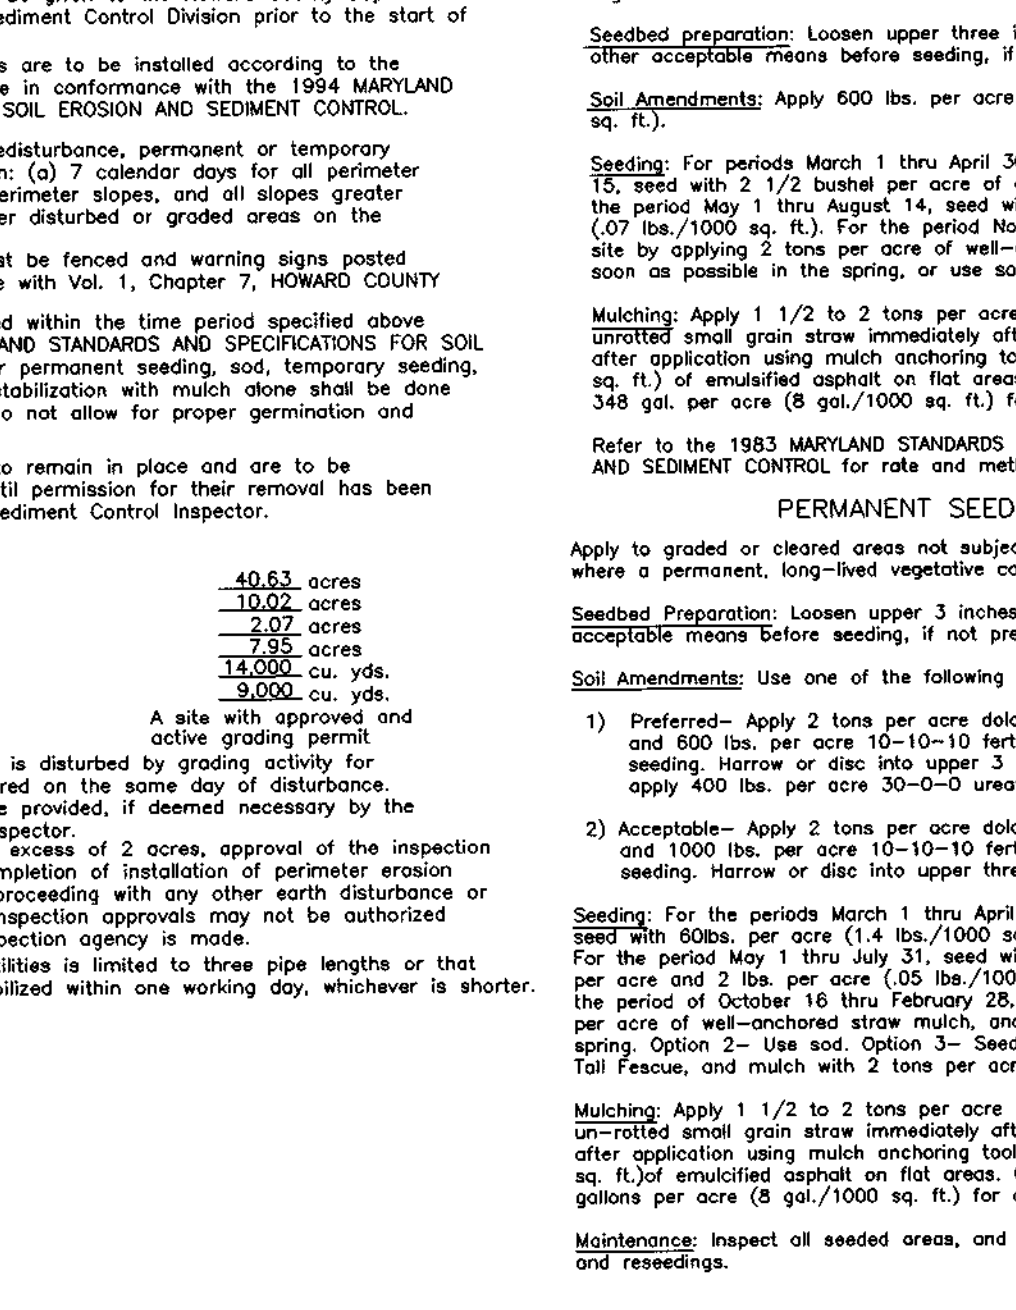 ediment Control Division prior to the start of
s are to be installed according to the
e in conformance with the 1994 MARYLAND
SOIL EROSION AND SEDIMENT CONTROL.
edisturbance, permanent or temporary
n: (a) 7 calendar days for all perimeter
erimeter slopes, and all slopes greater
er disturbed or graded areas on the
st be fenced and warning signs posted
e with Vol. 1, Chapter 7, HOWARD COUNTY
d within the time period specified above
AND STANDARDS AND SPECIFICATIONS FOR SOIL
r permanent seeding, sod, temporary seeding,
tabilization with mulch alone shall be done
o not allow for proper germination and
to remain in place and are to be
til permission for their removal has been
ediment Control Inspector.
40.63 acres
10.02 acres
2.07 acres
7.95 acres
14,000 cu. yds.
9,000 cu. yds.
A site with approved and
active grading permit
is disturbed by grading activity for
red on the same day of disturbance.
e provided, if deemed necessary by the
spector.
excess of 2 acres, approval of the inspection
mpletion of installation of perimeter erosion
proceeding with any other earth disturbance or
nspection approvals may not be authorized
pection agency is made.
ilities is limited to three pipe lengths or that
bilized within one working day, whichever is shorter.
Seedbed preparation: Loosen upper three i
other acceptable means before seeding, if
Soil Amendments: Apply 600 lbs. per acre
sq. ft.).
Seeding: For periods March 1 thru April 30
15, seed with 2 1/2 bushel per acre of
the period May 1 thru August 14, seed wi
(.07 lbs./1000 sq. ft.). For the period No
site by applying 2 tons per acre of well-
soon as possible in the spring, or use so
Mulching: Apply 1 1/2 to 2 tons per acre
unrotted small grain straw immediately aft
after application using mulch anchoring to
sq. ft.) of emulsified asphalt on flat areas
348 gal. per acre (8 gal./1000 sq. ft.) f
Refer to the 1983 MARYLAND STANDARDS
AND SEDIMENT CONTROL for rate and met
PERMANENT SEED
Apply to graded or cleared areas not subjec
where a permanent, long-lived vegetative co
Seedbed Preparation: Loosen upper 3 inches
acceptable means before seeding, if not pre
Soil Amendments: Use one of the following
1) Preferred- Apply 2 tons per acre dolo
and 600 lbs. per acre 10-10-10 fert
seeding. Harrow or disc into upper 3
apply 400 lbs. per acre 30-0-0 urea
2) Acceptable- Apply 2 tons per acre dolo
and 1000 lbs. per acre 10-10-10 fert
seeding. Harrow or disc into upper thre
Seeding: For the periods March 1 thru April
seed with 60lbs. per acre (1.4 lbs./1000 s
For the period May 1 thru July 31, seed wi
per acre and 2 lbs. per acre (.05 lbs./100
the period of October 16 thru February 28,
per acre of well-anchored straw mulch, and
spring. Option 2- Use sod. Option 3- Seed
Tall Fescue, and mulch with 2 tons per acr
Mulching: Apply 1 1/2 to 2 tons per acre
un-rotted small grain straw immediately aft
after application using mulch anchoring tool
sq. ft.)of emulcified asphalt on flat areas.
gallons per acre (8 gal./1000 sq. ft.) for
Maintenance: Inspect all seeded areas, and
and reseedings.